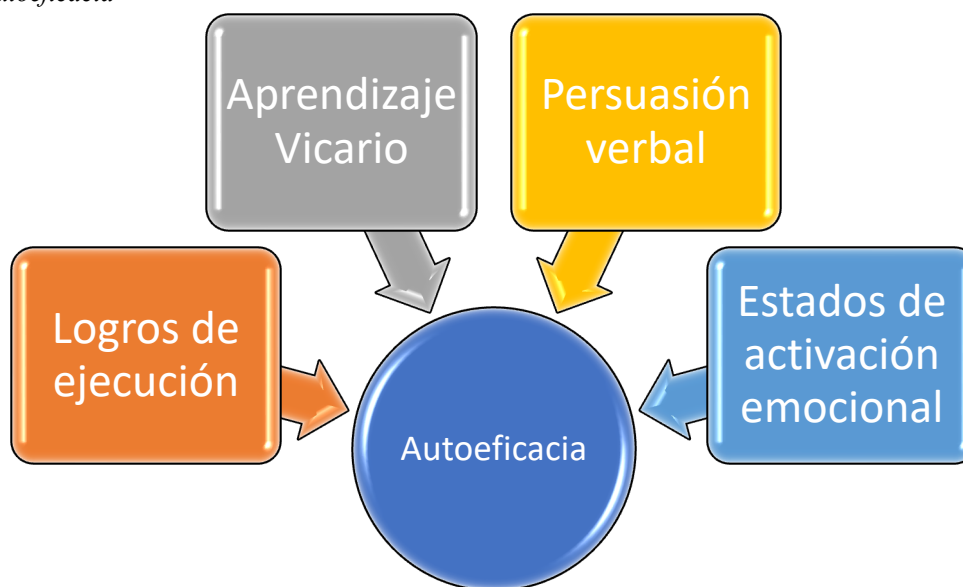 Aprendizaje
Vicario
Persuasión
verbal
Logros de
ejecución
Estados de
activación
emocional
Autoeficacia